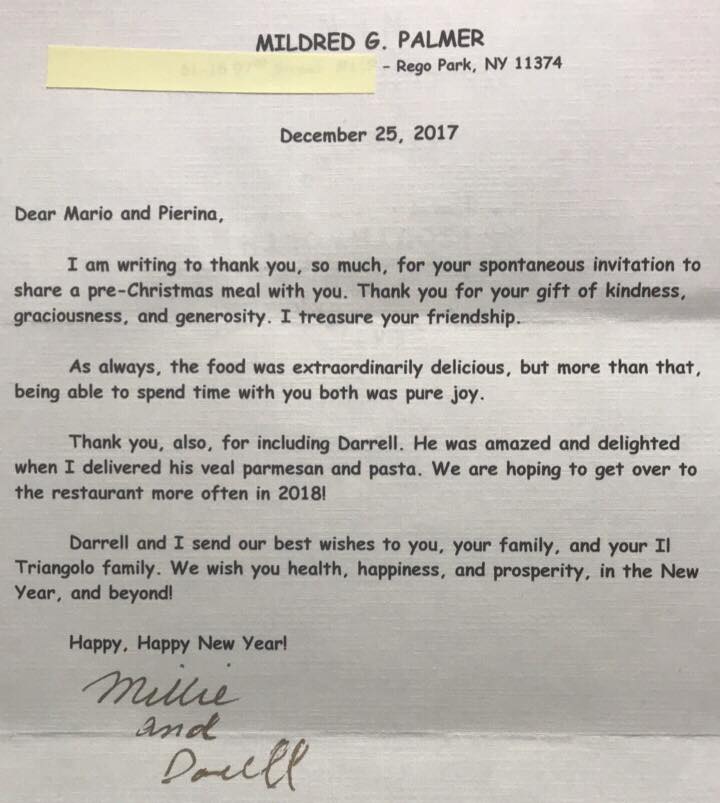 MILDRED G. PALMER
- Rego Park, NY 11374
December 25, 2017
Dear Mario and Pierina,
I am writing to thank you, so much, for your spontaneous invitation to
share a pre-Christmas meal with you. Thank you for your gift of kindness,
graciousness, and generosity. I treasure your friendship.
As always, the food was extraordinarily delicious, but more than that,
being able to spend time with you both was pure joy.
Thank you, also, for including Darrell. He was amazed and delighted
when I delivered his veal parmesan and pasta. We are hoping to get over to
the restaurant more often in 2018!
Darrell and I send our best wishes to you, your family, and your Il
Triangolo family. We wish you health, happiness, and prosperity, in the New
Year, and beyond!
Happy, Happy New Year!
Millie
and
Darrell